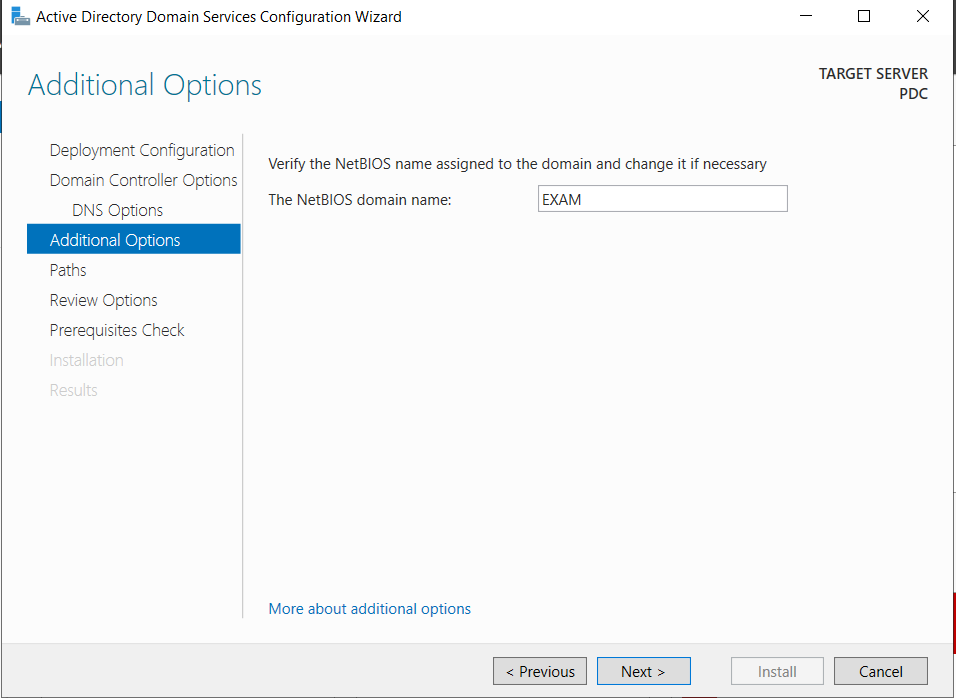 Active Directory Domain Services Configuration Wizard
Additional Options
TARGET SERVER
PDC
Deployment Configuration
Domain Controller Options
DNS Options
Additional Options
Paths
Review Options
Prerequisites Check
Installation
Results
Verify the NetBIOS name assigned to the domain and change it if necessary
The NetBIOS domain name: EXAM
More about additional options
< Previous Next > Install Cancel